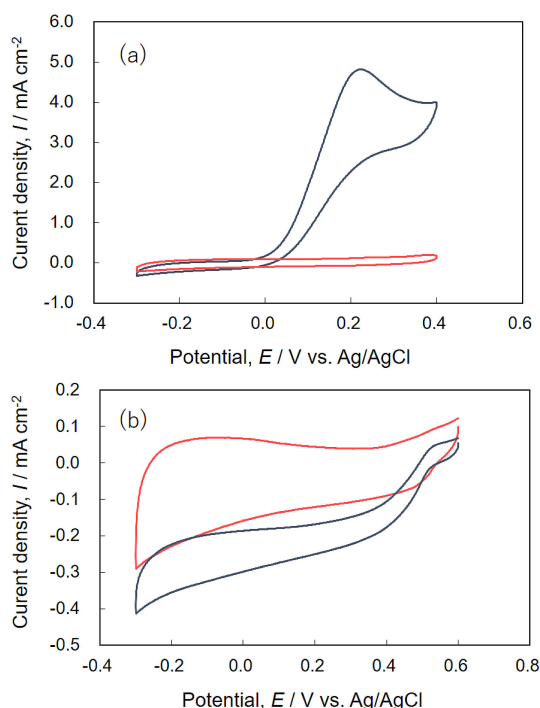 (a)
6.0
5.0
4.0
3.0
2.0
1.0
0.0
-1.0
Curent density, I / mA cm-2
-0.4 -0.2 0.0 0.2 0.4 0.6
Potential, E / V vs. Ag/AgCl
(b)
0.2
0.1
0.0
-0.1
-0.2
-0.3
-0.4
-0.5
Curent density, I / mA cm-2
-0.4 -0.2 0.0 0.2 0.4 0.6 0.8
Potential, E / V vs. Ag/AgCl